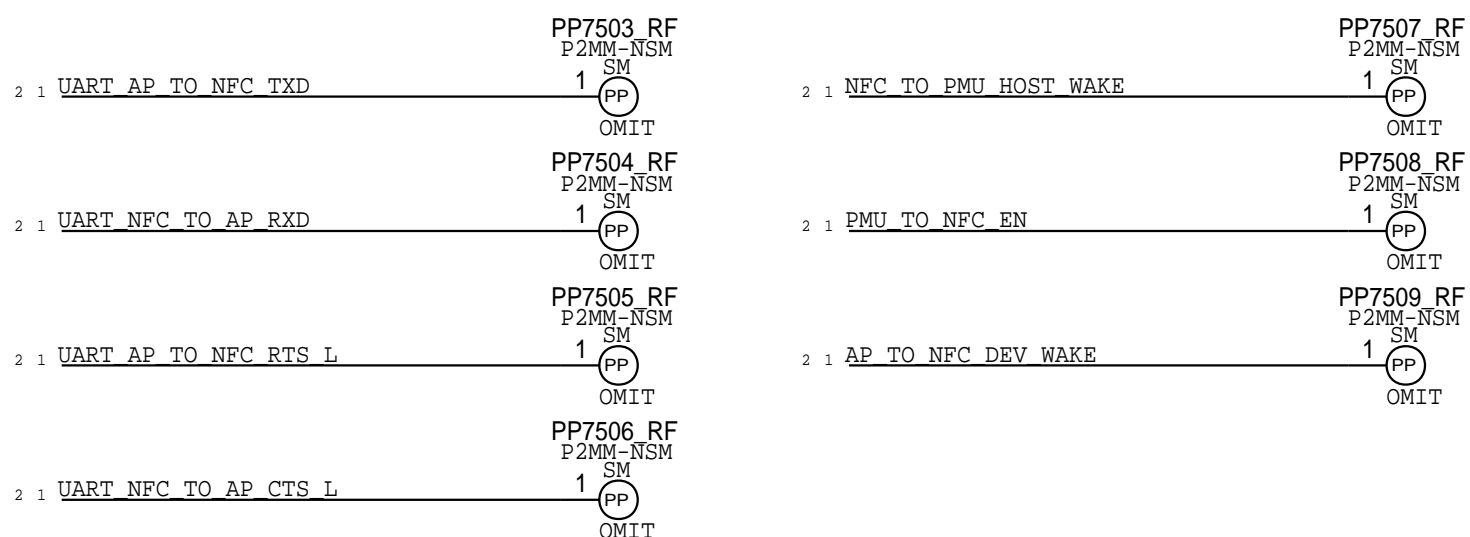 PP7503_RF
P2MM-NSM
SM
2 1 UART_AP_TO_NFC_TXD 1 PP
OMIT
PP7504_RF
P2MM-NSM
SM
2 1 UART_NFC_TO_AP_RXD 1 PP
OMIT
PP7505_RF
P2MM-NSM
SM
2 1 UART_AP_TO_NFC_RTS_L 1 PP
OMIT
PP7506_RF
P2MM-NSM
SM
2 1 UART_NFC_TO_AP_CTS_L 1 PP
OMIT
PP7507_RF
P2MM-NSM
SM
2 1 NFC_TO_PMU_HOST_WAKE 1 PP
OMIT
PP7508_RF
P2MM-NSM
SM
2 1 PMU_TO_NFC_EN 1 PP
OMIT
PP7509_RF
P2MM-NSM
SM
2 1 AP_TO_NFC_DEV_WAKE 1 PP
OMIT